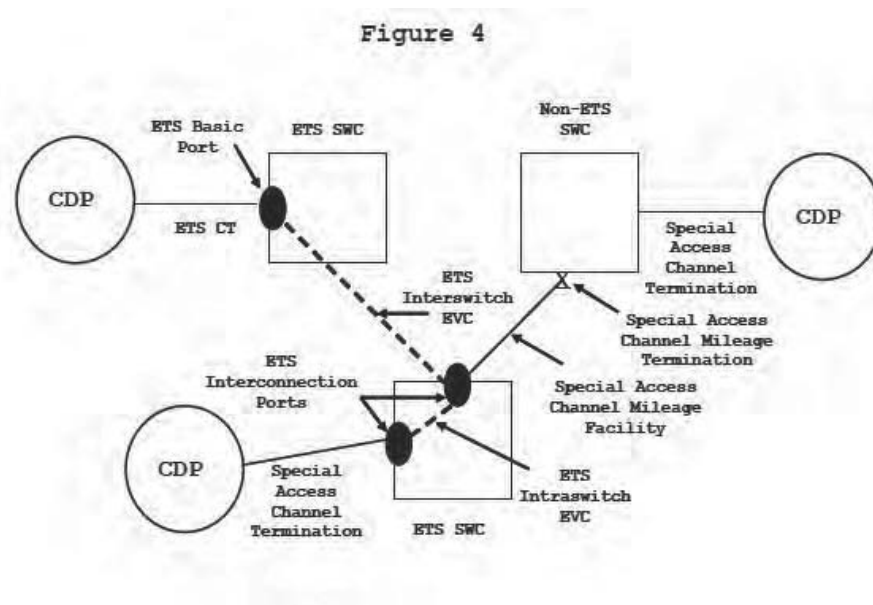 Figure 4
ETS Basic
Port
ETS SWC
Non-ETS
SWC
CDP
ETS CT
CDP
Special
Access
Channel
Termination
ETS
Interswitch
EVC
X
Special Access
Channel Mileage
Termination
ETS
Interconnection
Ports
Special Access
Channel Mileage
Facility
CDP
Special
Access
Channel
Termination
ETS
Intraswitch
EVC
ETS SWC